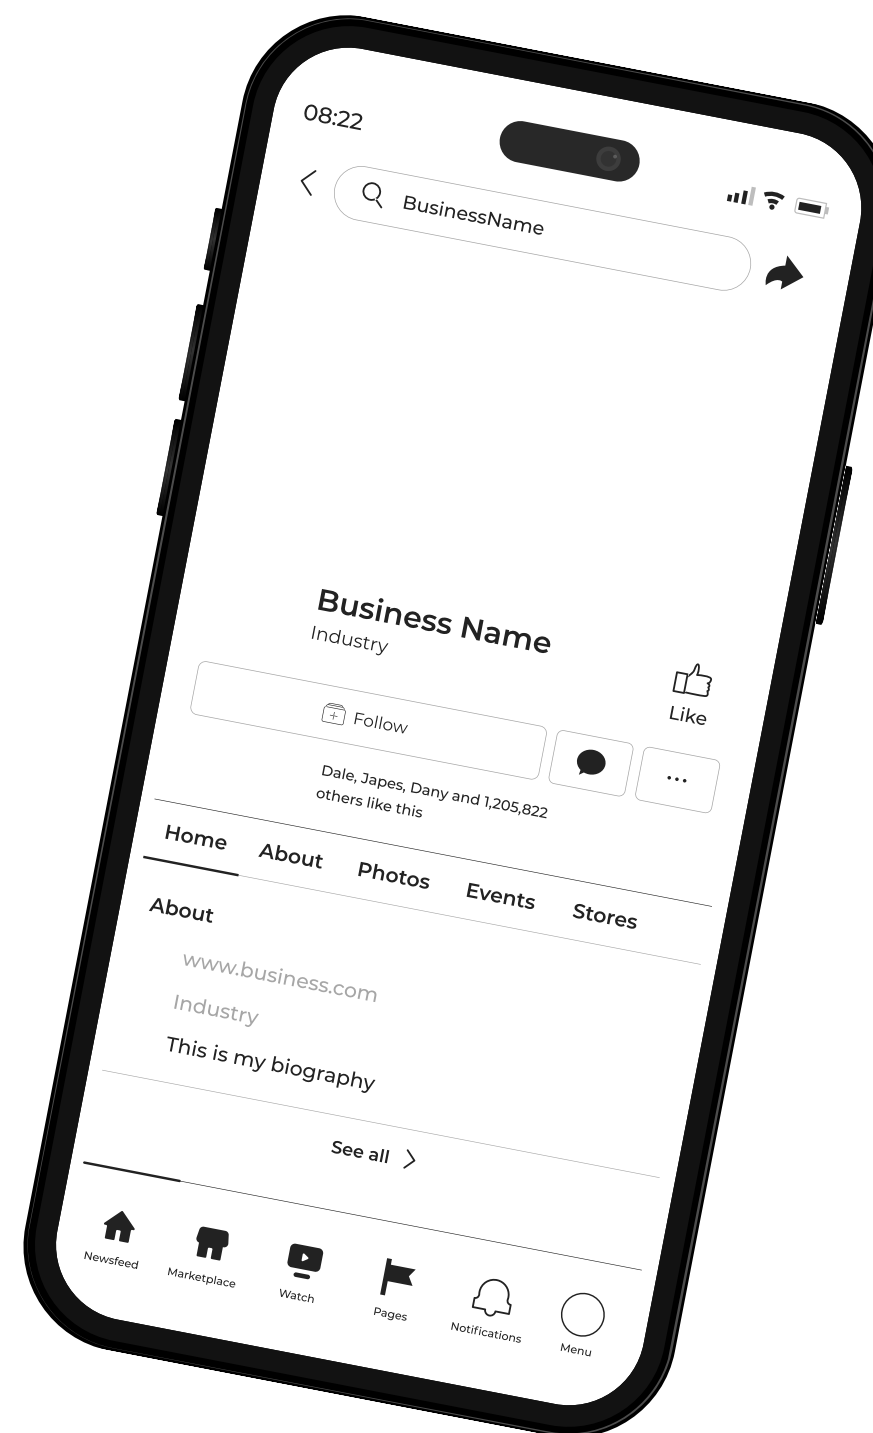 08:22
BusinessName
Business Name
Industry
Like
Follow
...
Dale, Japes, Dany and 1,205,822
others like this
Home About Photos Events Stores
About
www.business.com
Industry
This is my biography
See all
Newsfeed Marketplace Watch Pages Notifications Menu